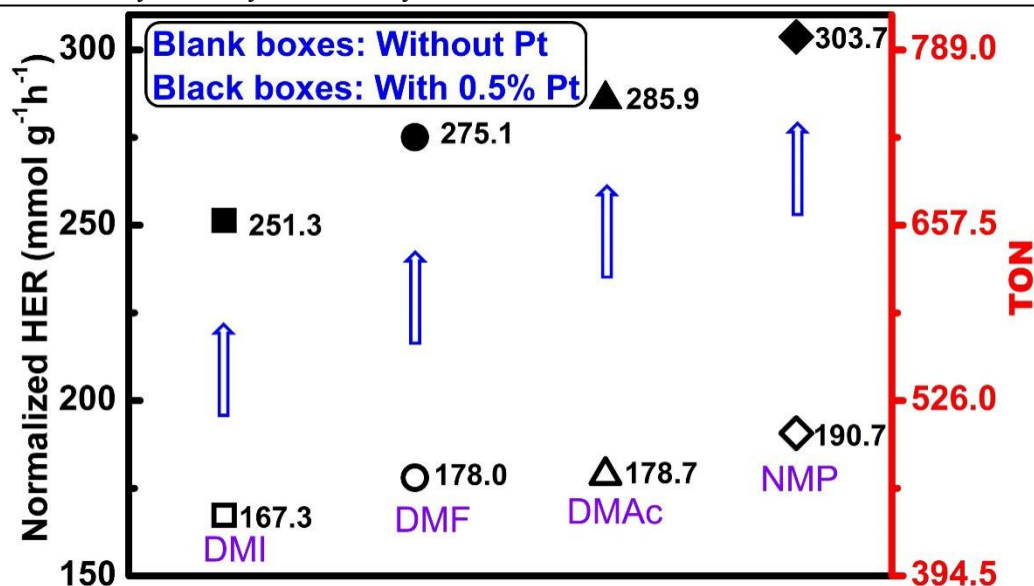 Blank boxes: Without Pt
Black boxes: With 0.5% Pt
Normalized HER (mmol g⁻¹h⁻¹)
300
250
200
150
251.3
275.1
285.9
303.7
167.3
178.0
178.7
190.7
DMI
DMF
DMAc
NMP
789.0
657.5
526.0
394.5
TON